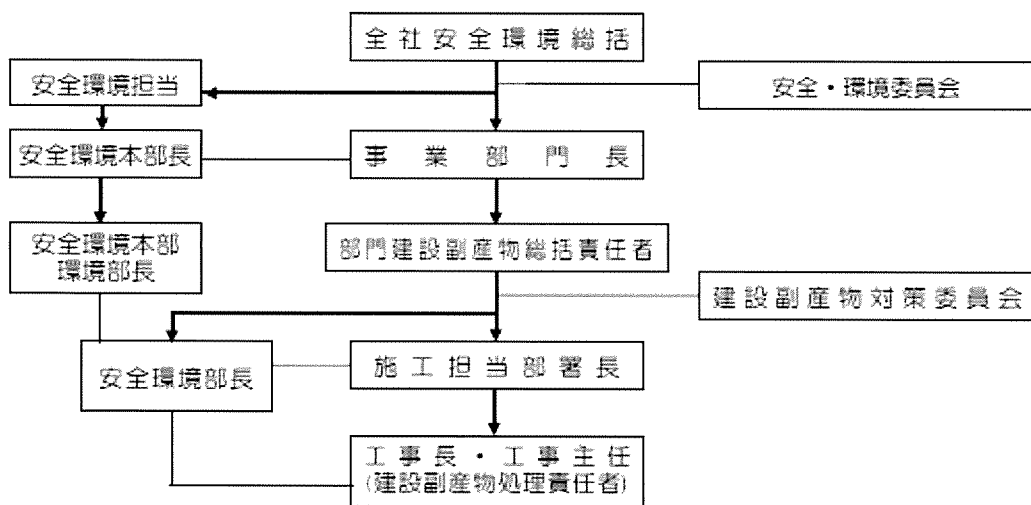 全社安全環境総括
安全環境担当
安全・環境委員会
安全環境本部長
事業部門長
安全環境本部
環境部長
部門建設副産物総括責任者
建設副産物対策委員会
安全環境部長
施工担当部署長
工事長・工事主任
(建設副産物処理責任者)